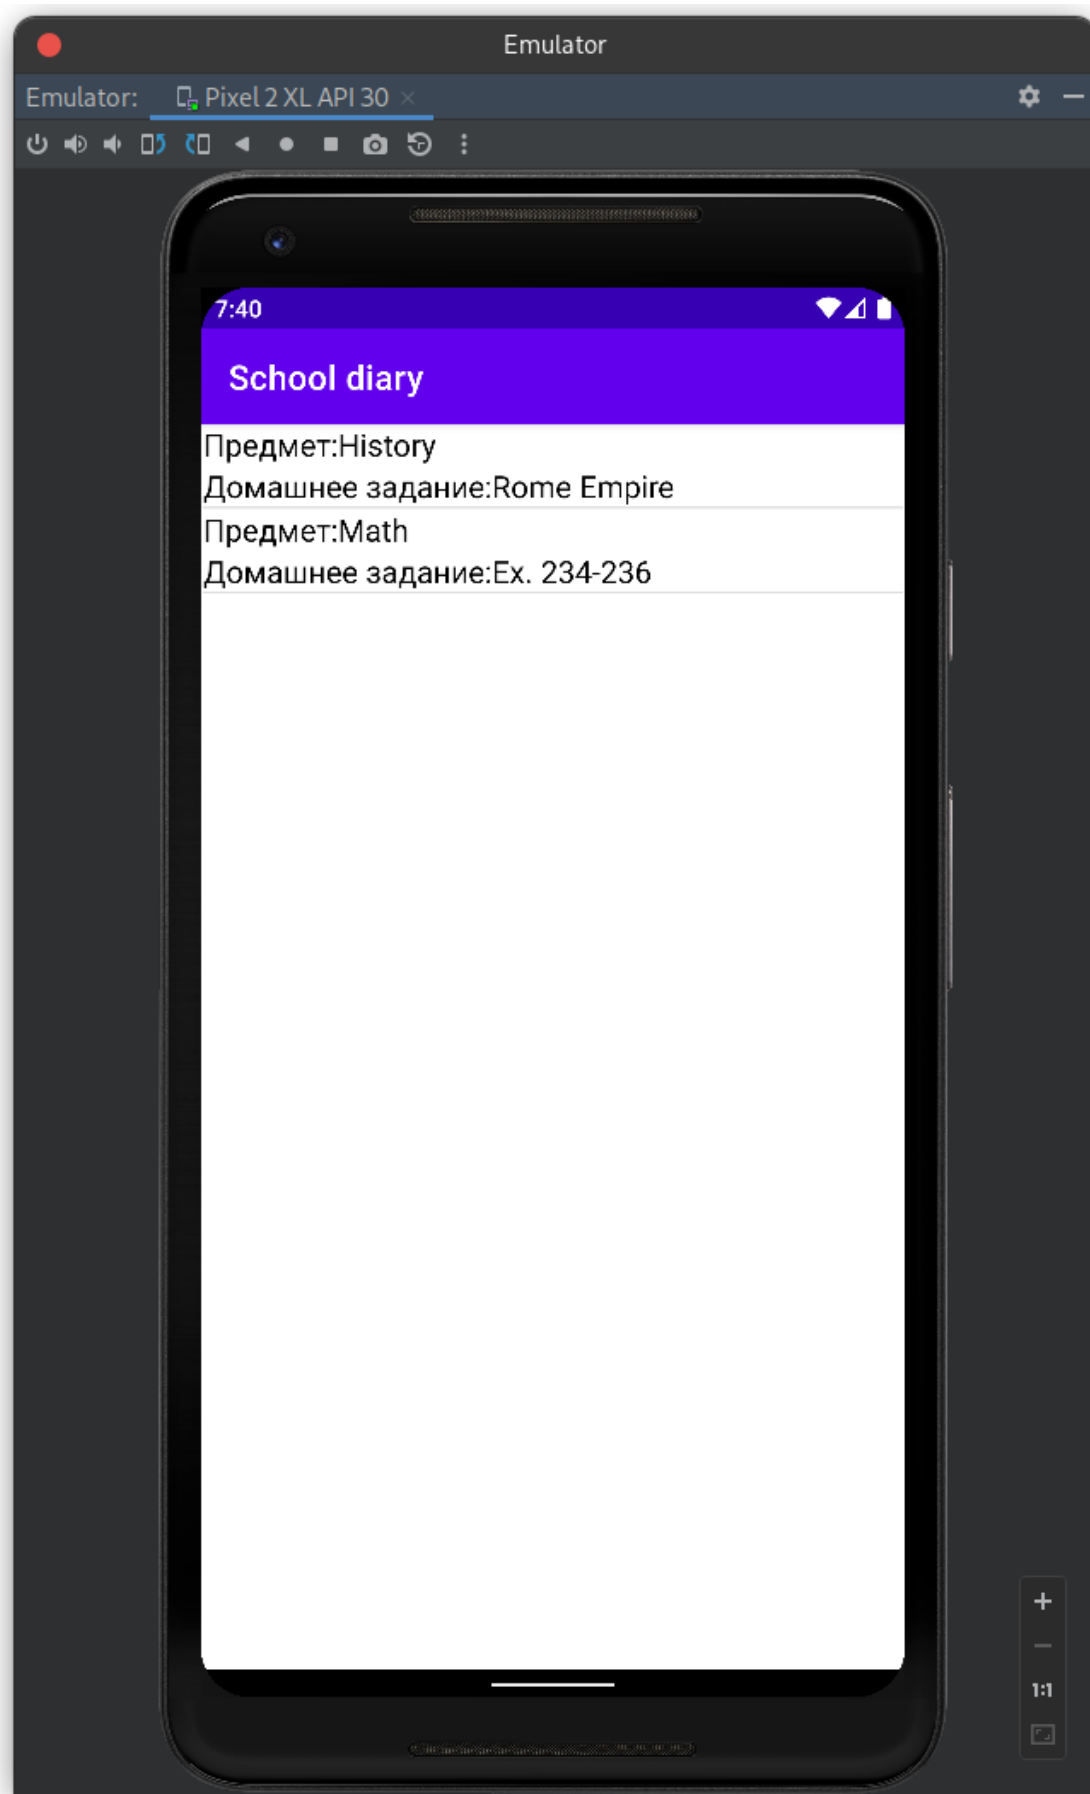 Emulator
Emulator: Pixel 2 XL API 30
7:40
School diary
Предмет:History
Домашнее задание:Rome Empire
Предмет:Math
Домашнее задание:Ex. 234-236
1:1